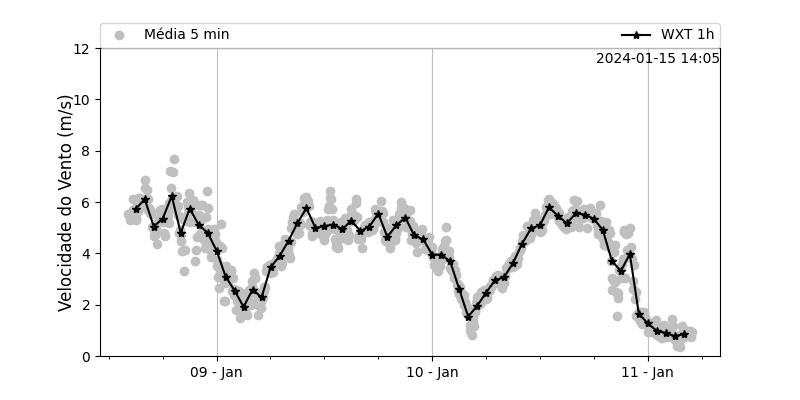 Média 5 min
WXT 1h
2024-01-15 14:05
Velocidade do Vento (m/s)
12
10
8
6
4
2
0
09 - Jan
10 - Jan
11 - Jan